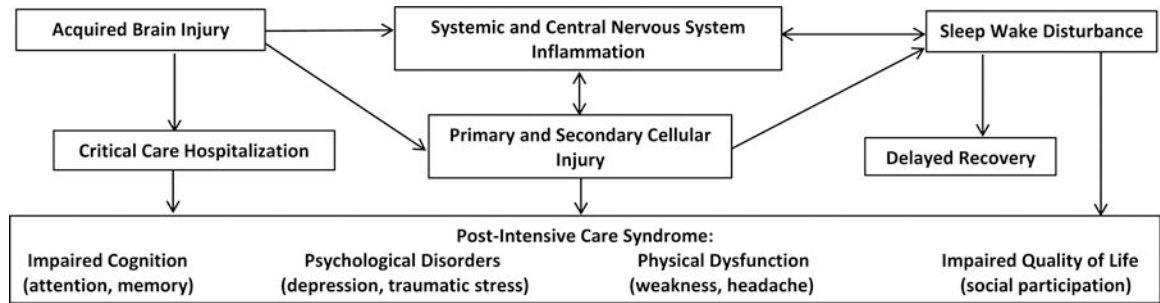 Acquired Brain Injury
Systemic and Central Nervous System
Inflammation
Sleep Wake Disturbance
Critical Care Hospitalization
Primary and Secondary Cellular
Injury
Delayed Recovery
Post-Intensive Care Syndrome:
Impaired Cognition
(attention, memory)
Psychological Disorders
(depression, traumatic stress)
Physical Dysfunction
(weakness, headache)
Impaired Quality of Life
(social participation)